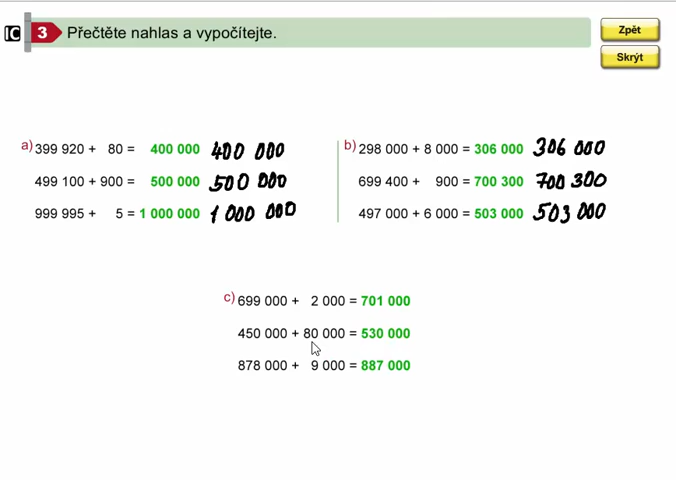 IC 3 Přečtěte nahlas a vypočítejte.
Zpět
Skrýt
a) 399 920 + 80 = 400 000 400 000
499 100 + 900 = 500 000 500 000
999 995 + 5 = 1 000 000 1 000 000
b) 298 000 + 8 000 = 306 000 306 000
699 400 + 900 = 700 300 700 300
497 000 + 6 000 = 503 000 503 000
c) 699 000 + 2 000 = 701 000
450 000 + 80 000 = 530 000
878 000 + 9 000 = 887 000